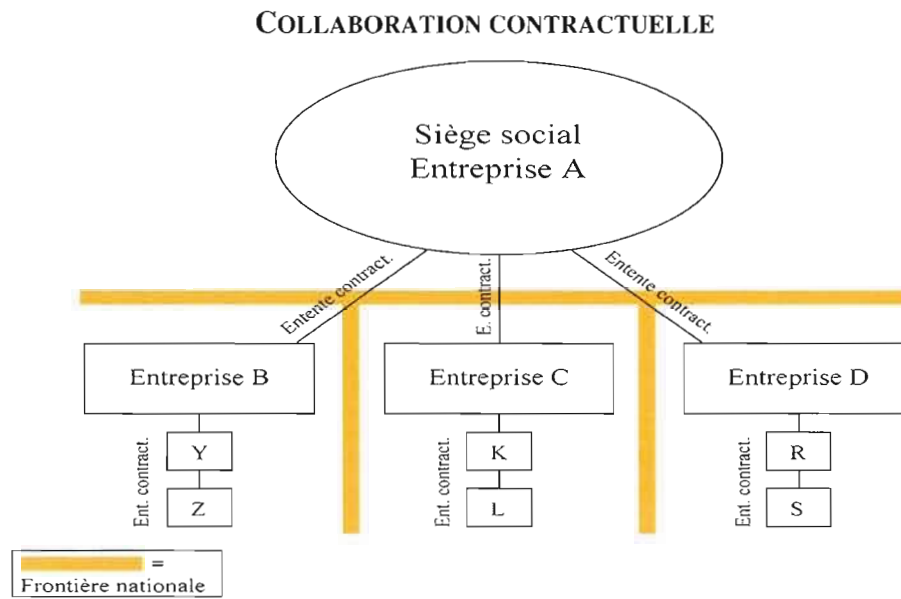 COLLABORATION CONTRACTUELLE
Siège social
Entreprise A
Entente contract.
E. contract.
Entente contract.
Entreprise B
Entreprise C
Entreprise D
Ent. contract.
Y
Z
Ent. contract.
K
L
Ent. contract.
R
S
=
Frontière nationale